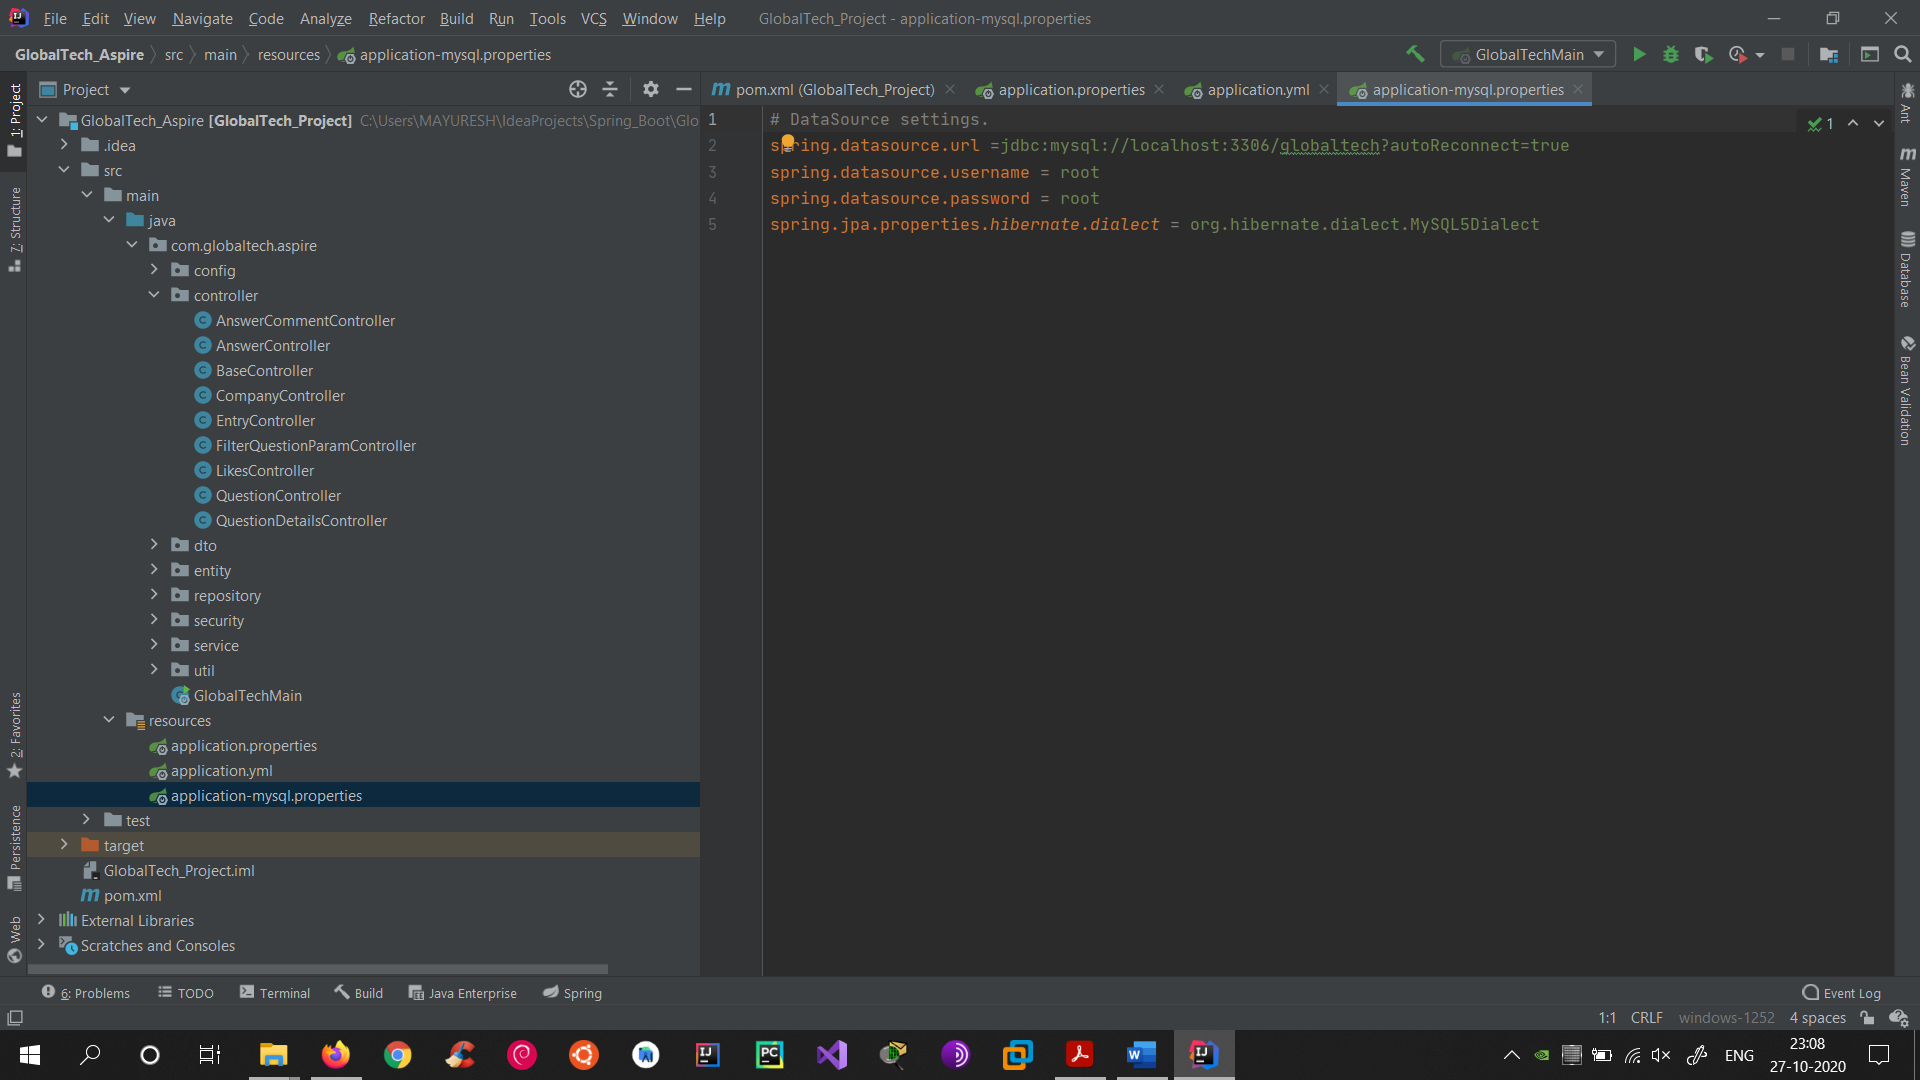 File Edit View Navigate Code Analyze Refactor Build Run Tools VCS Window Help GlobalTech_Project - application-mysql.properties
GlobalTech_Aspire src main resources application-mysql.properties GlobalTechMain
Project pom.xml (GlobalTech_Project) application.properties application.yml application-mysql.properties
GlobalTech_Aspire [GlobalTech_Project] C:\Users\MAYURESH\IdeaProjects\Spring_Boot\Glo
.idea
src
main
java
com.globaltech.aspire
config
controller
AnswerCommentController
AnswerController
BaseController
CompanyController
EntryController
FilterQuestionParamController
LikesController
QuestionController
QuestionDetailsController
dto
entity
repository
security
service
util
GlobalTechMain
resources
application.properties
application.yml
application-mysql.properties
test
target
GlobalTech_Project.iml
pom.xml
External Libraries
Scratches and Consoles
1 # DataSource settings.
2 spring.datasource.url =jdbc:mysql://localhost:3306/globaltech?autoReconnect=true
3 spring.datasource.username = root
4 spring.datasource.password = root
5 spring.jpa.properties.hibernate.dialect = org.hibernate.dialect.MySQL5Dialect
1
1: Project
7: Structure
2: Favorites
Persistence
Web
Ant
Maven
Database
Bean Validation
6: Problems TODO Terminal Build Java Enterprise Spring Event Log
1:1 CRLF windows-1252 4 spaces
ENG 23:08
27-10-2020